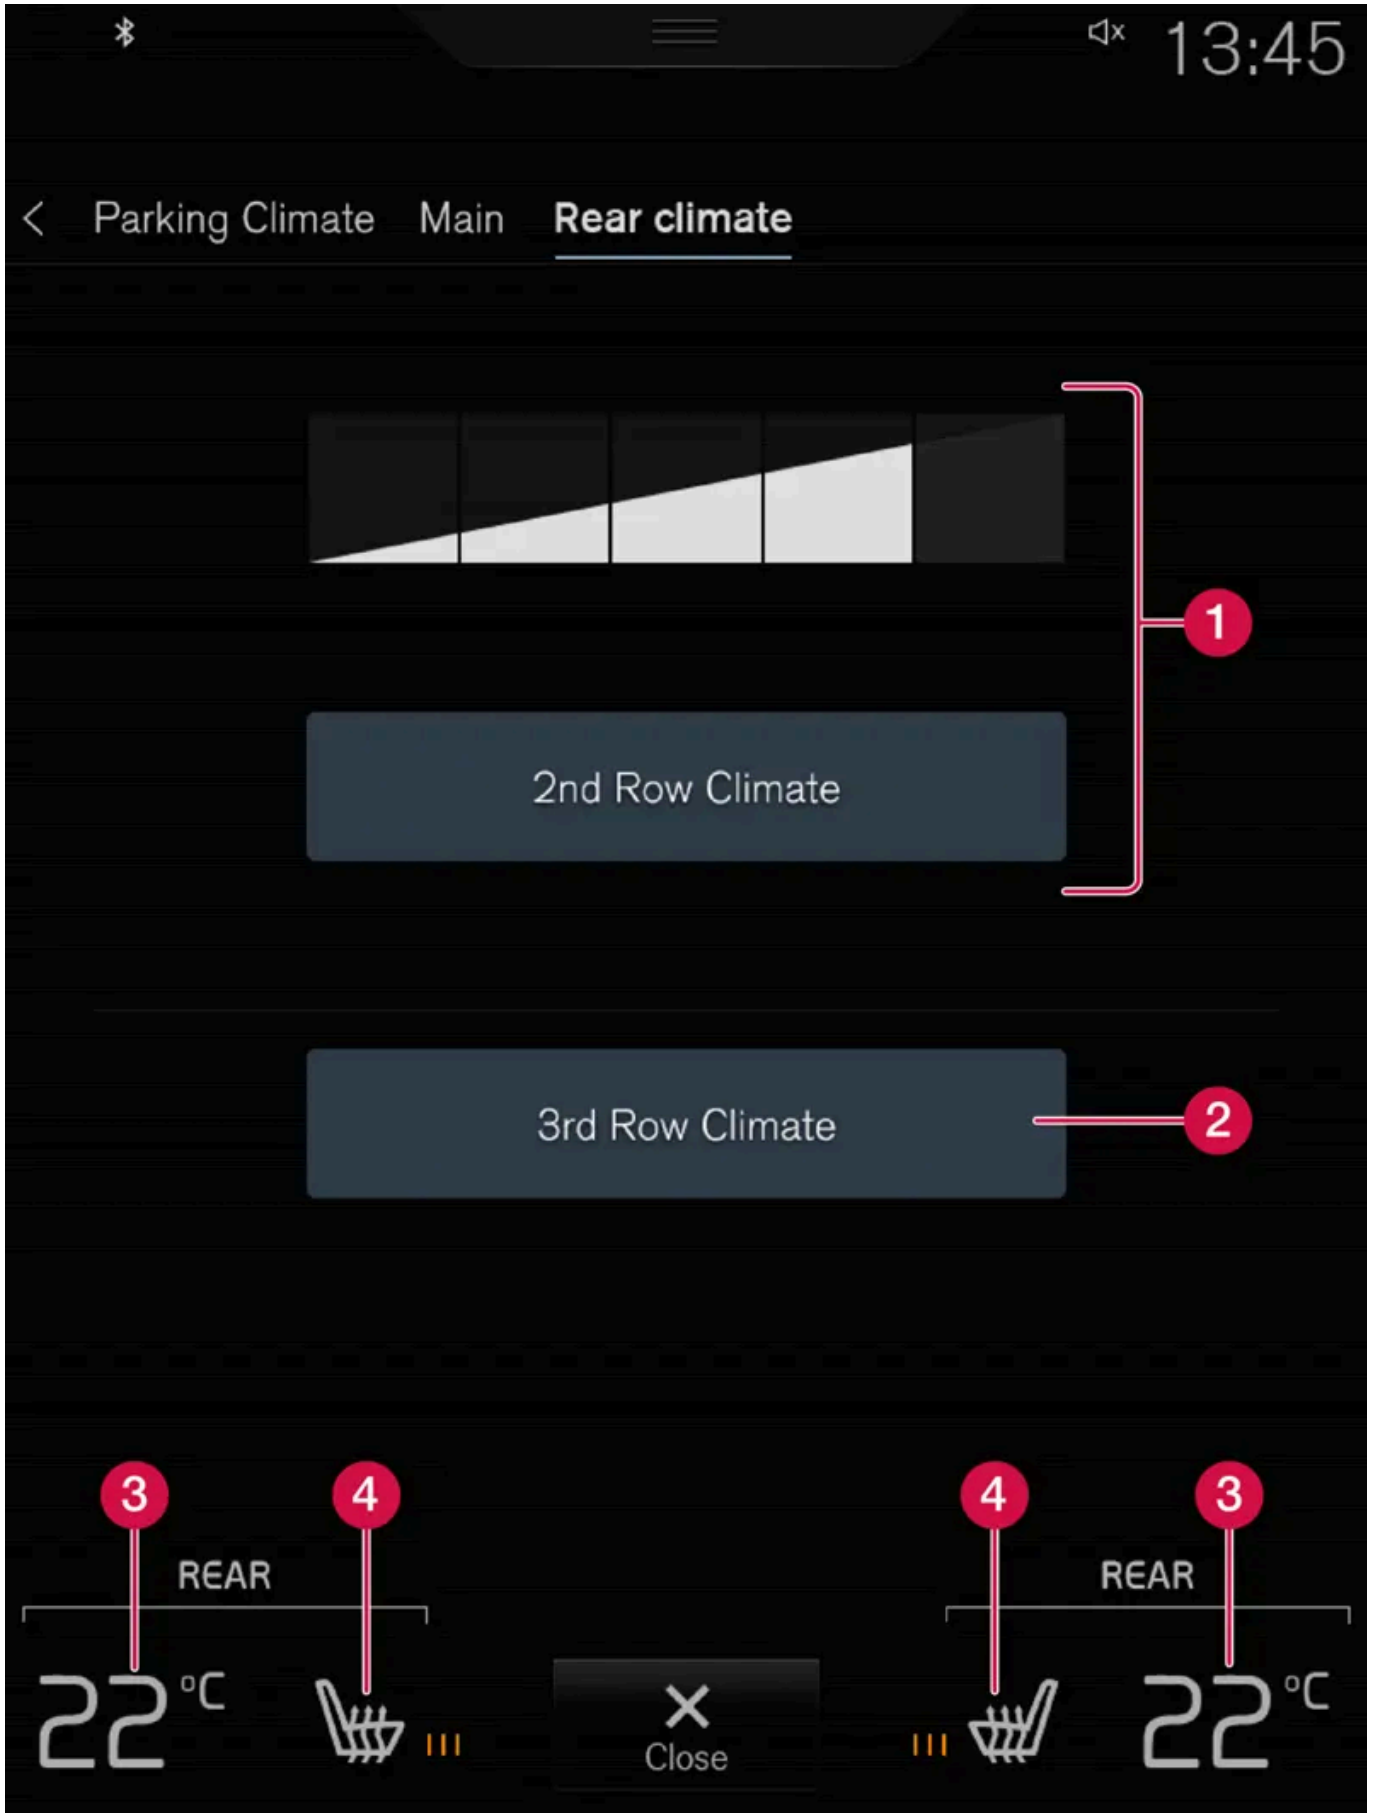 13:45
Parking Climate Main Rear climate
1
2nd Row Climate
3rd Row Climate 2
3 4 4 3
REAR REAR
22 °C 22 °C
Close